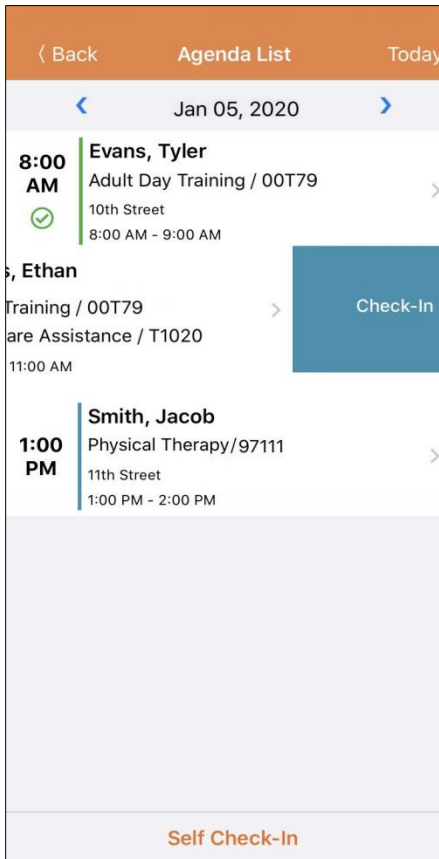 〈 Back Agenda List Today
Jan 05, 2020
8:00 AM
Evans, Tyler
Adult Day Training / 00T79
10th Street
8:00 AM - 9:00 AM
s, Ethan
Training / 00T79
are Assistance / T1020
11:00 AM
Check-In
1:00 PM
Smith, Jacob
Physical Therapy/97111
11th Street
1:00 PM - 2:00 PM
Self Check-In